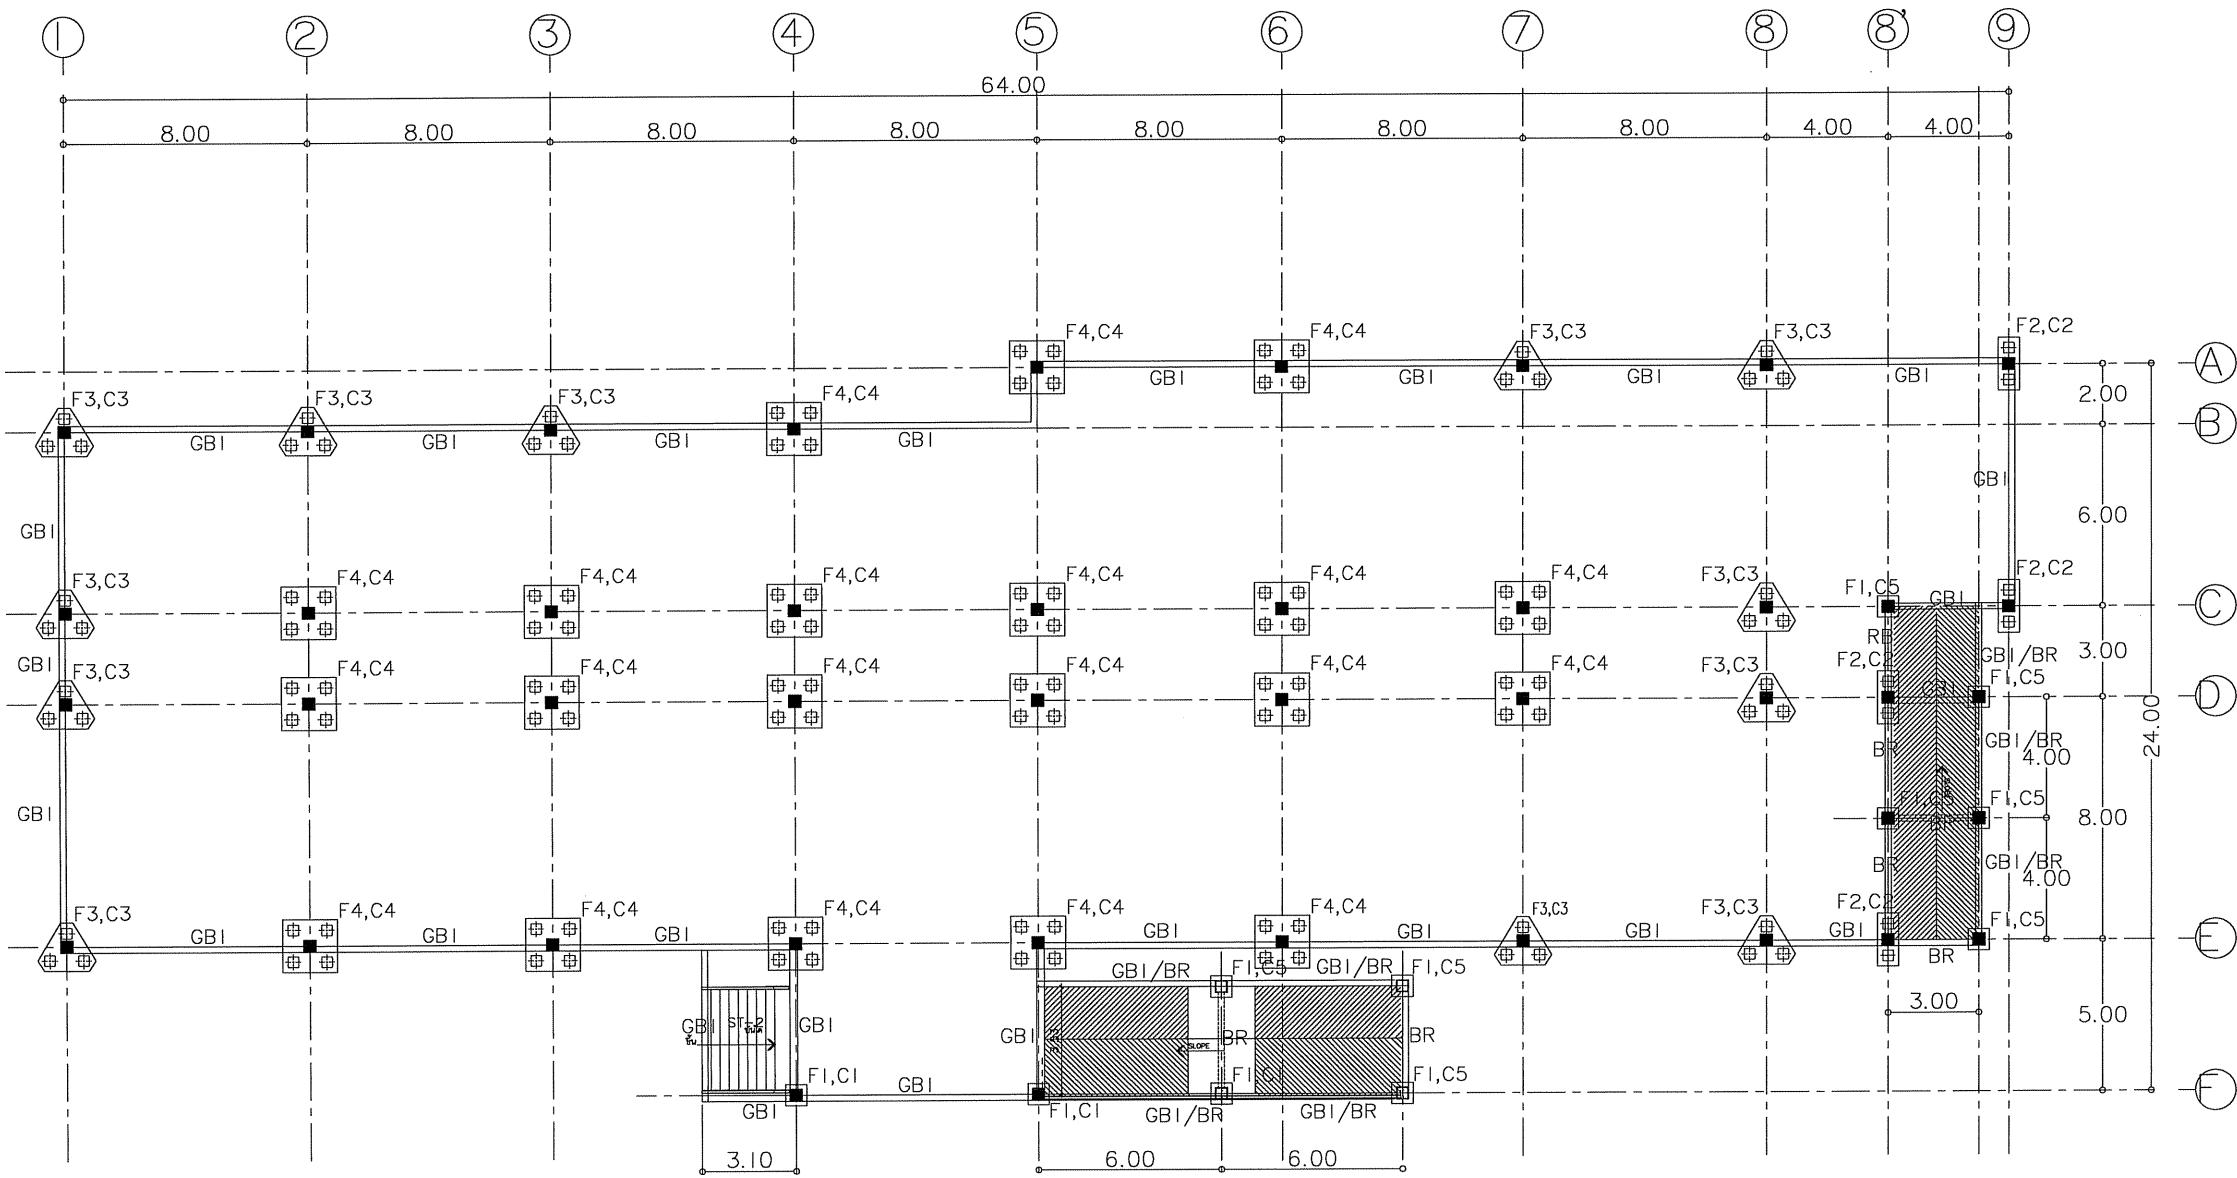 1 2 3 4 5 6 7 8 8' 9
64.00
8.00 8.00 8.00 8.00 8.00 8.00 8.00 4.00 4.00
F4,C4 F4,C4 F3,C3 F3,C3 F2,C2
A
GB1 GB1 GB1 GB1
2.00
F3,C3 F3,C3 F3,C3 F4,C4
B
GB1 GB1 GB1 GB1
GB1
6.00
GB1
F3,C3 F4,C4 F4,C4 F4,C4 F4,C4 F4,C4 F4,C4 F3,C3 F1,C5 F2,C2
GB1
C
RB
GB1 GB1/BR 3.00
F3,C3 F4,C4 F4,C4 F4,C4 F4,C4 F4,C4 F4,C4 F3,C3 F2,C2 F1,C5
GB1
D
24.00
BR GB1/BR
4.00
GB1
F1,C5
8.00
BR GB1/BR
4.00
F3,C3 F4,C4 F4,C4 F4,C4 F4,C4 F4,C4 F3,C3 F3,C3 F2,C2 F1,C5
GB1 GB1 GB1 GB1 GB1 GB1 GB1
E
BR
GB1/BR F1,C5 GB1/BR F1,C5
3.00
5.00
GB1 ST-2 GB1 GB1 SLOPE BR BR
F1,C1 GB1 F1,C1 F1,C5
F
GB1 GB1/BR GB1/BR
3.10 6.00 6.00